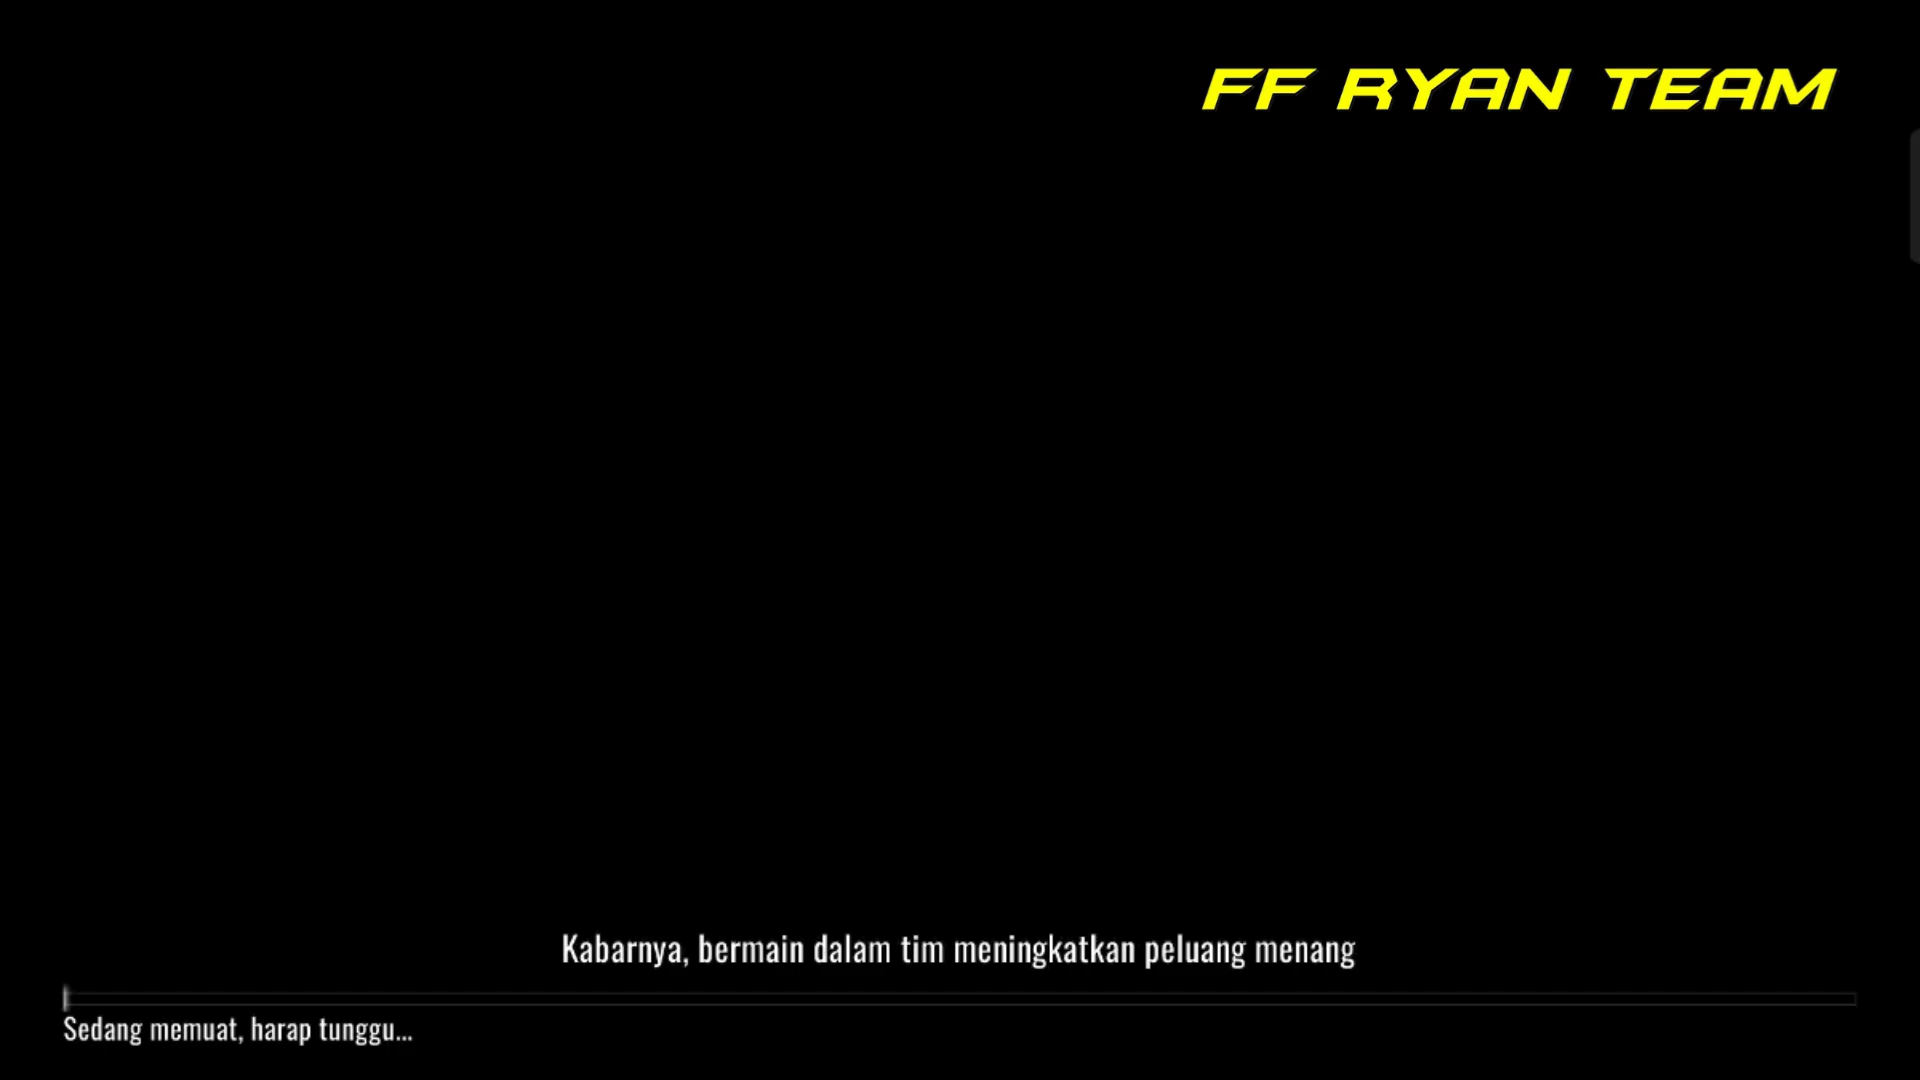 FF RYAN TEAM
Kabarnya, bermain dalam tim meningkatkan peluang menang
Sedang memuat, harap tunggu...